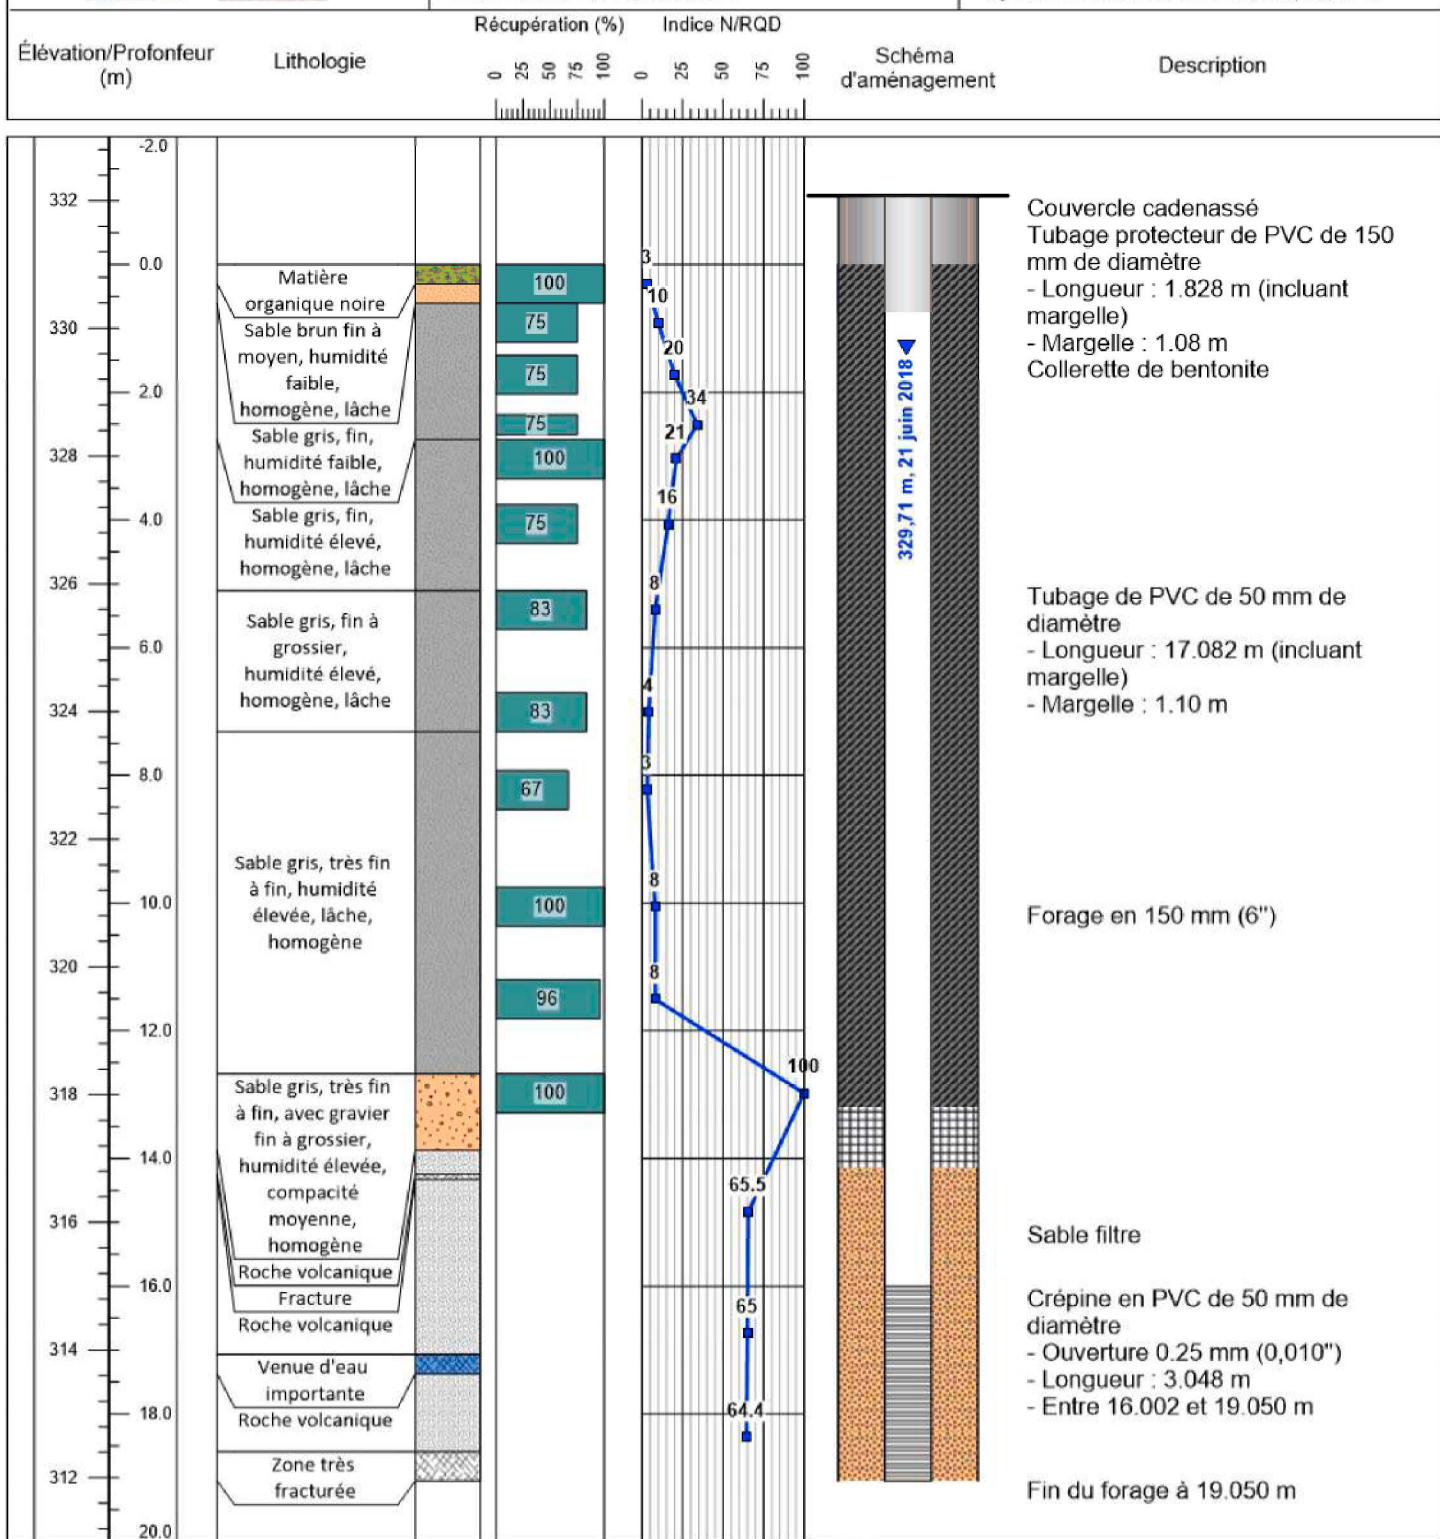 Récupération (%)
Indice N/RQD
Élévation/Profonfeur
(m)
Lithologie
0 25 50 75 100
0 25 50 75 100
Schéma
d'aménagement
Description
332
330
328
326
324
322
320
318
316
314
312
-2.0
0.0
2.0
4.0
6.0
8.0
10.0
12.0
14.0
16.0
18.0
20.0
Matière
organique noire
Sable brun fin à
moyen, humidité
faible,
homogène, lâche
Sable gris, fin,
humidité faible,
homogène, lâche
Sable gris, fin,
humidité élevé,
homogène, lâche
Sable gris, fin à
grossier,
humidité élevé,
homogène, lâche
Sable gris, très fin
à fin, humidité
élevée, lâche,
homogène
Sable gris, très fin
à fin, avec gravier
fin à grossier,
humidité élevée,
compacité
moyenne,
homogène
Roche volcanique
Fracture
Roche volcanique
Venue d'eau
importante
Roche volcanique
Zone très
fracturée
100
75
75
75
100
75
83
83
67
100
96
100
3
10
20
34
21
16
8
4
3
8
8
100
65.5
65
64.4
329,71 m, 21 juin 2018
Couvercle cadenassé
Tubage protecteur de PVC de 150
mm de diamètre
- Longueur : 1.828 m (incluant
margelle)
- Margelle : 1.08 m
Collerette de bentonite
Tubage de PVC de 50 mm de
diamètre
- Longueur : 17.082 m (incluant
margelle)
- Margelle : 1.10 m
Forage en 150 mm (6")
Sable filtre
Crépine en PVC de 50 mm de
diamètre
- Ouverture 0.25 mm (0,010")
- Longueur : 3.048 m
- Entre 16.002 et 19.050 m
Fin du forage à 19.050 m